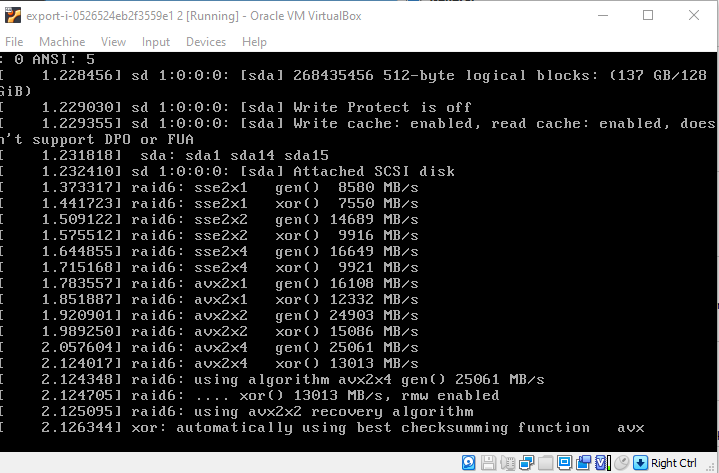 export-i-0526524eb2f3559e1 2 [Running] - Oracle VM VirtualBox
File Machine View Input Devices Help
: 0 ANSI: 5
[    1.228456] sd 1:0:0:0: [sda] 268435456 512-byte logical blocks: (137 GB/128
GiB)
[    1.229030] sd 1:0:0:0: [sda] Write Protect is off
[    1.229355] sd 1:0:0:0: [sda] Write cache: enabled, read cache: enabled, does
n't support DPO or FUA
[    1.231818]  sda: sda1 sda14 sda15
[    1.232410] sd 1:0:0:0: [sda] Attached SCSI disk
[    1.373317] raid6: sse2x1   gen()  8580 MB/s
[    1.441723] raid6: sse2x1   xor()  7550 MB/s
[    1.509122] raid6: sse2x2   gen() 14689 MB/s
[    1.575512] raid6: sse2x2   xor()  9916 MB/s
[    1.644855] raid6: sse2x4   gen() 16649 MB/s
[    1.715168] raid6: sse2x4   xor()  9921 MB/s
[    1.783557] raid6: avx2x1   gen() 16108 MB/s
[    1.851887] raid6: avx2x1   xor() 12332 MB/s
[    1.920901] raid6: avx2x2   gen() 24903 MB/s
[    1.989250] raid6: avx2x2   xor() 15086 MB/s
[    2.057604] raid6: avx2x4   gen() 25061 MB/s
[    2.124017] raid6: avx2x4   xor() 13013 MB/s
[    2.124348] raid6: using algorithm avx2x4 gen() 25061 MB/s
[    2.124705] raid6: .... xor() 13013 MB/s, rmw enabled
[    2.125095] raid6: using avx2x2 recovery algorithm
[    2.126344] xor: automatically using best checksumming function   avx
Right Ctrl